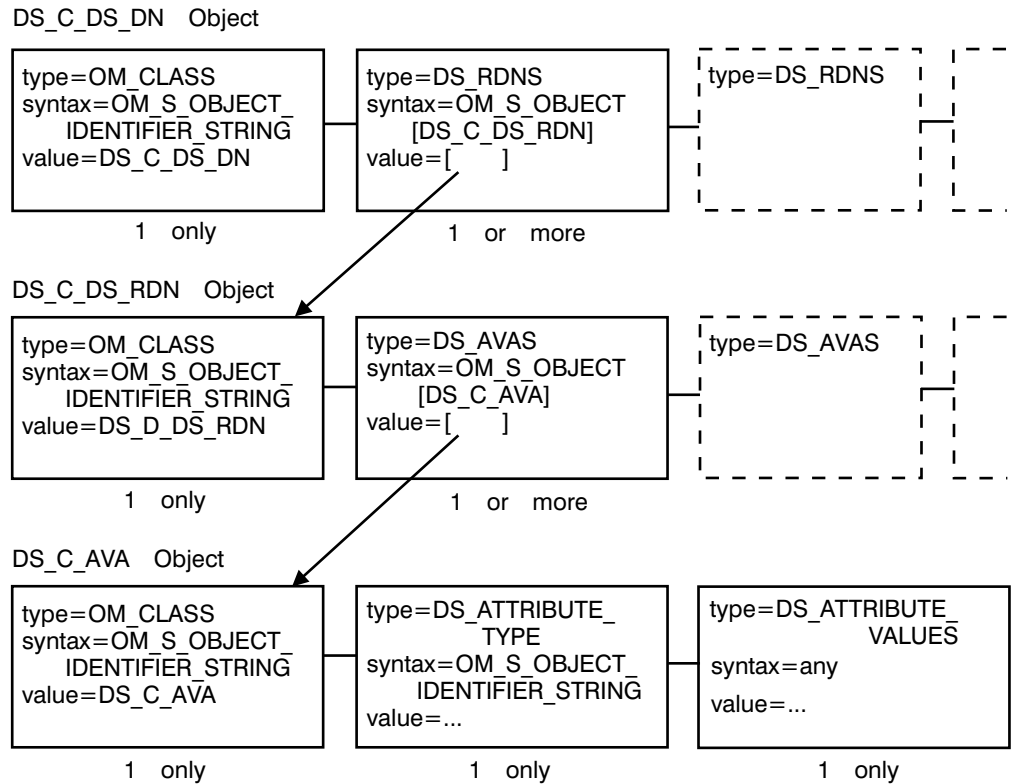 DS_C_DS_DN Object
type=OM_CLASS
syntax=OM_S_OBJECT_
IDENTIFIER_STRING
value=DS_C_DS_DN
1 only
type=DS_RDNS
syntax=OM_S_OBJECT
[DS_C_DS_RDN]
value=[ ]
1 or more
type=DS_RDNS
DS_C_DS_RDN Object
type=OM_CLASS
syntax=OM_S_OBJECT_
IDENTIFIER_STRING
value=DS_D_DS_RDN
1 only
type=DS_AVAS
syntax=OM_S_OBJECT
[DS_C_AVA]
value=[ ]
1 or more
type=DS_AVAS
DS_C_AVA Object
type=OM_CLASS
syntax=OM_S_OBJECT_
IDENTIFIER_STRING
value=DS_C_AVA
1 only
type=DS_ATTRIBUTE_
TYPE
syntax=OM_S_OBJECT_
IDENTIFIER_STRING
value=...
1 only
type=DS_ATTRIBUTE_
VALUES
syntax=any
value=...
1 only